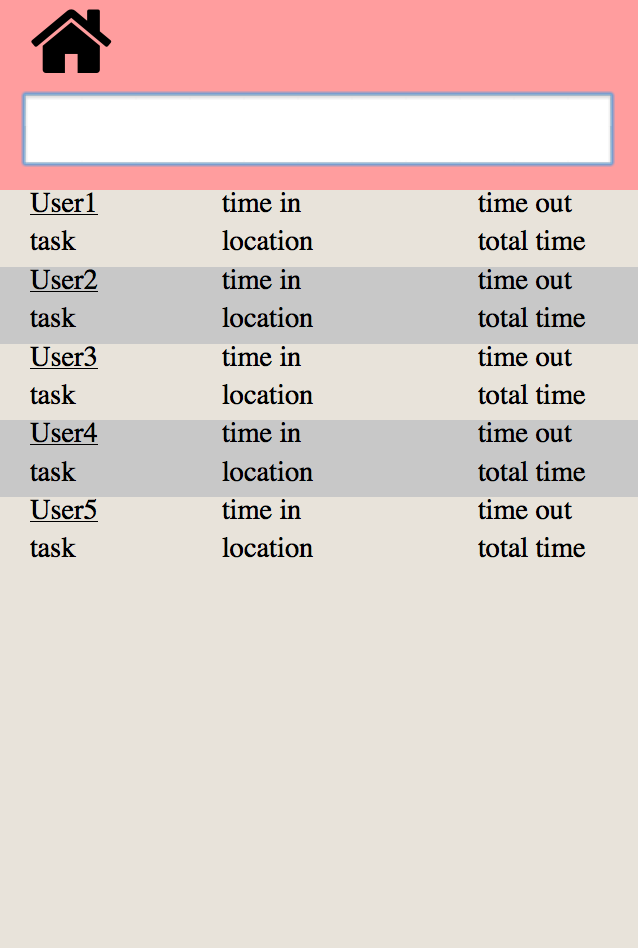 User1 time in time out
task location total time
User2 time in time out
task location total time
User3 time in time out
task location total time
User4 time in time out
task location total time
User5 time in time out
task location total time